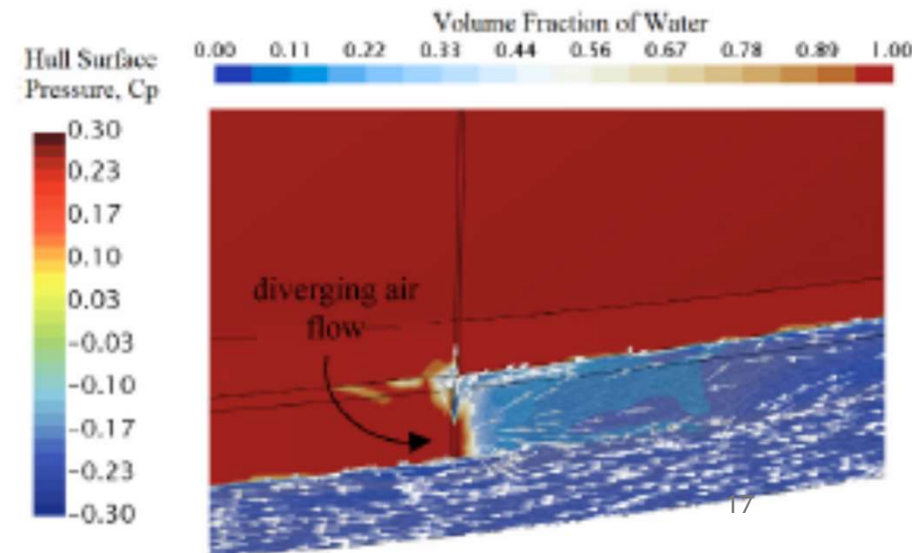 Volume Fraction of Water
0.00 0.11 0.22 0.33 0.44 0.56 0.67 0.78 0.89 1.00
Hull Surface
Pressure, Cp
0.30
0.23
0.17
0.10
0.03
-0.03
-0.10
-0.17
-0.23
-0.30
diverging air
flow
17